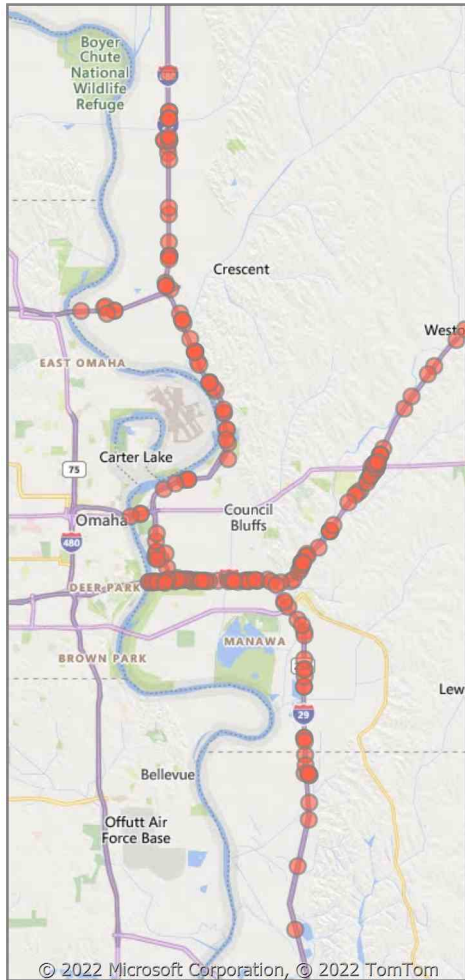 Boyer
Chute
National
Wildlife
Refuge
Crescent
Westo
EAST OMAHA
Carter Lake
75
Omaha
Council
Bluffs
480
DEER PARK
MANAWA
BROWN PARK
Lew
29
Bellevue
Offutt Air
Force Base
© 2022 Microsoft Corporation, © 2022 TomTom